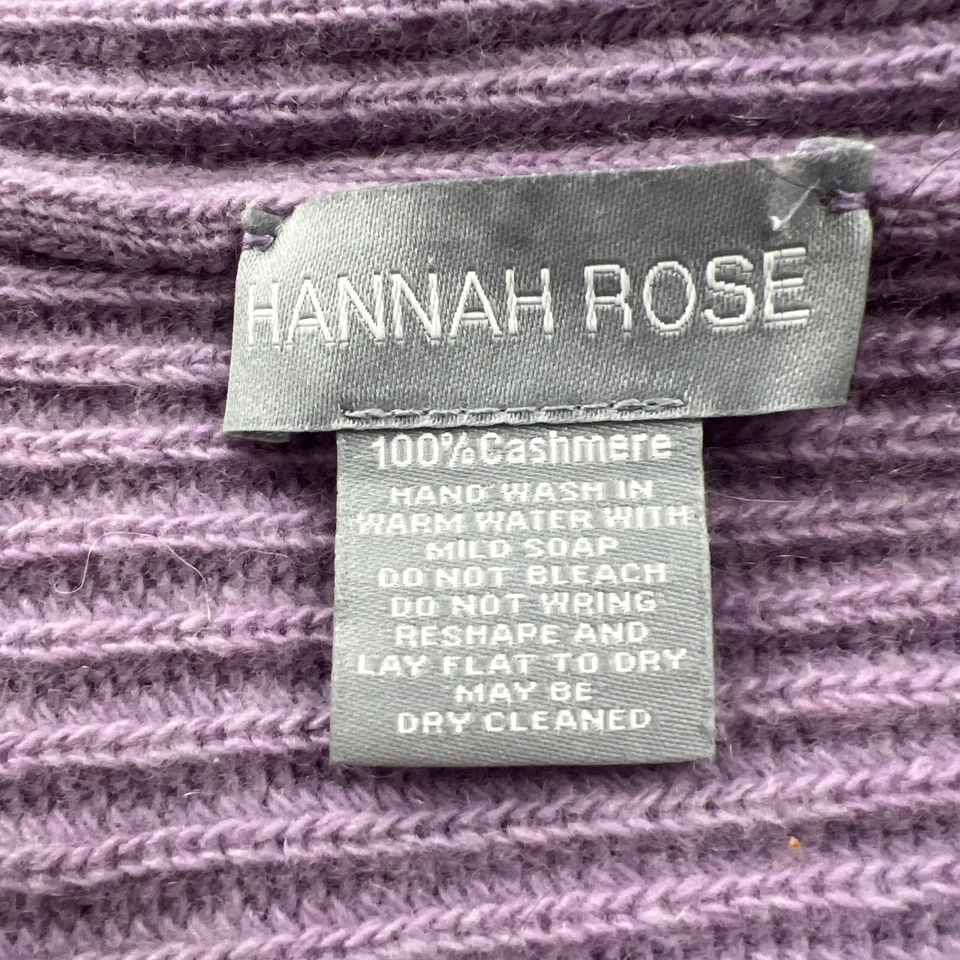 HANNAH ROSE
100% Cashmere
HAND WASH IN
WARM WATER WITH
MILD SOAP
DO NOT BLEACH
DO NOT WRING
RESHAPE AND
LAY FLAT TO DRY
MAY BE
DRY CLEANED